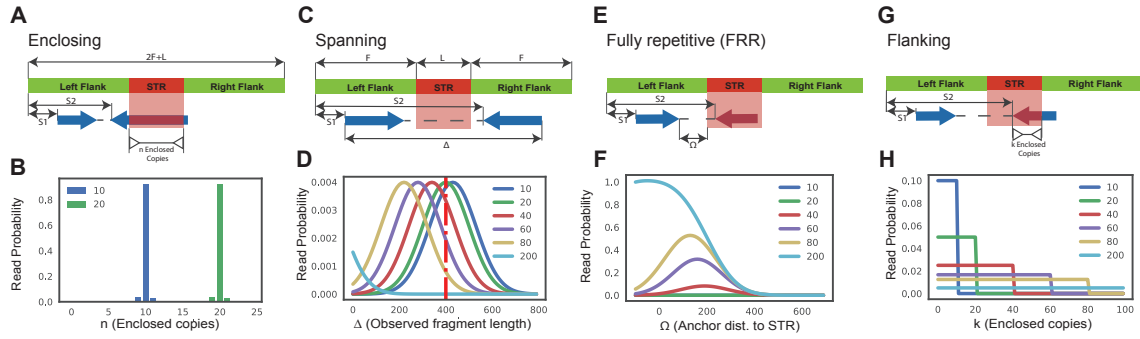 A
Enclosing
2F+L
Left Flank
STR
Right Flank
S2
S1
n Enclosed
Copies
B
10
20
Read Probability
0.8
0.6
0.4
0.2
0.0
0
5
10
15
20
25
n (Enclosed copies)
C
Spanning
F
L
F
Left Flank
STR
Right Flank
S2
S1
Δ
D
Read Probability
0.004
0.003
0.002
0.001
0.000
10
20
40
60
80
200
0
200
400
600
800
Δ (Observed fragment length)
E
Fully repetitive (FRR)
Left Flank
STR
Right Flank
S2
S1
Ω
F
Read Probability
1.0
0.8
0.6
0.4
0.2
0.0
10
20
40
60
80
200
0
200
400
600
Ω (Anchor dist. to STR)
G
Flanking
Left Flank
STR
Right Flank
S2
S1
k Enclosed
Copies
H
Read Probability
0.10
0.08
0.06
0.04
0.02
0.00
10
20
40
60
80
200
0
20
40
60
80
100
k (Enclosed copies)